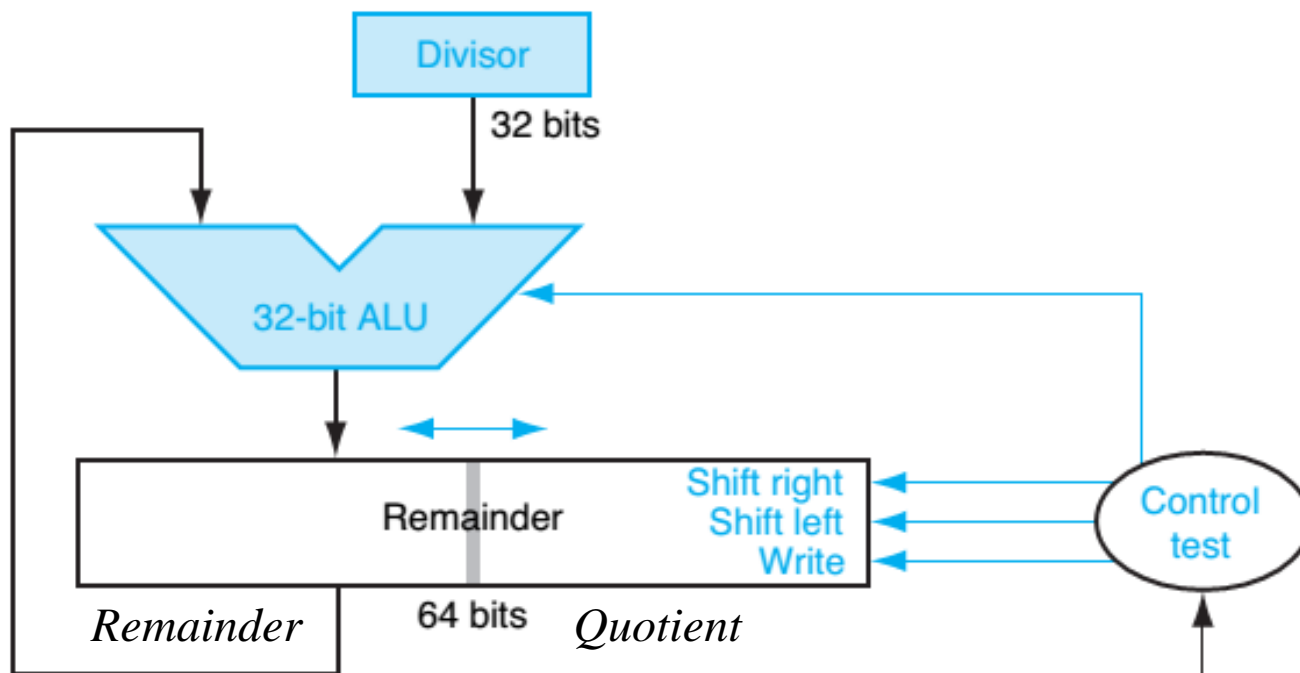 Divisor
32 bits
32-bit ALU
Remainder
Shift right
Shift left
Write
Control
test
Remainder
64 bits
Quotient